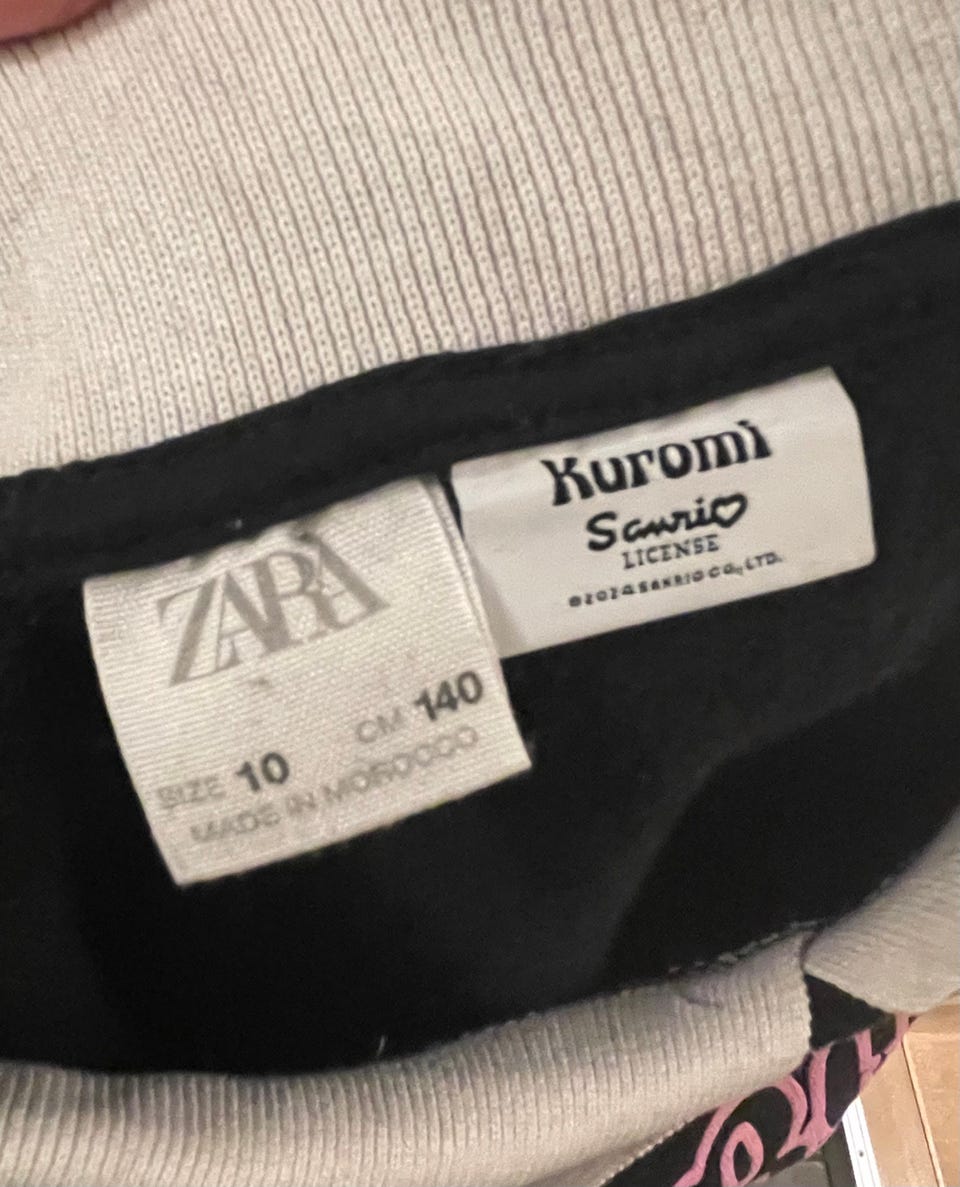 ZARA
SIZE 10 CM 140
MADE IN MOROCCO
Kuromi
Sanrio
LICENSE
©2024 SANRIO CO., LTD.